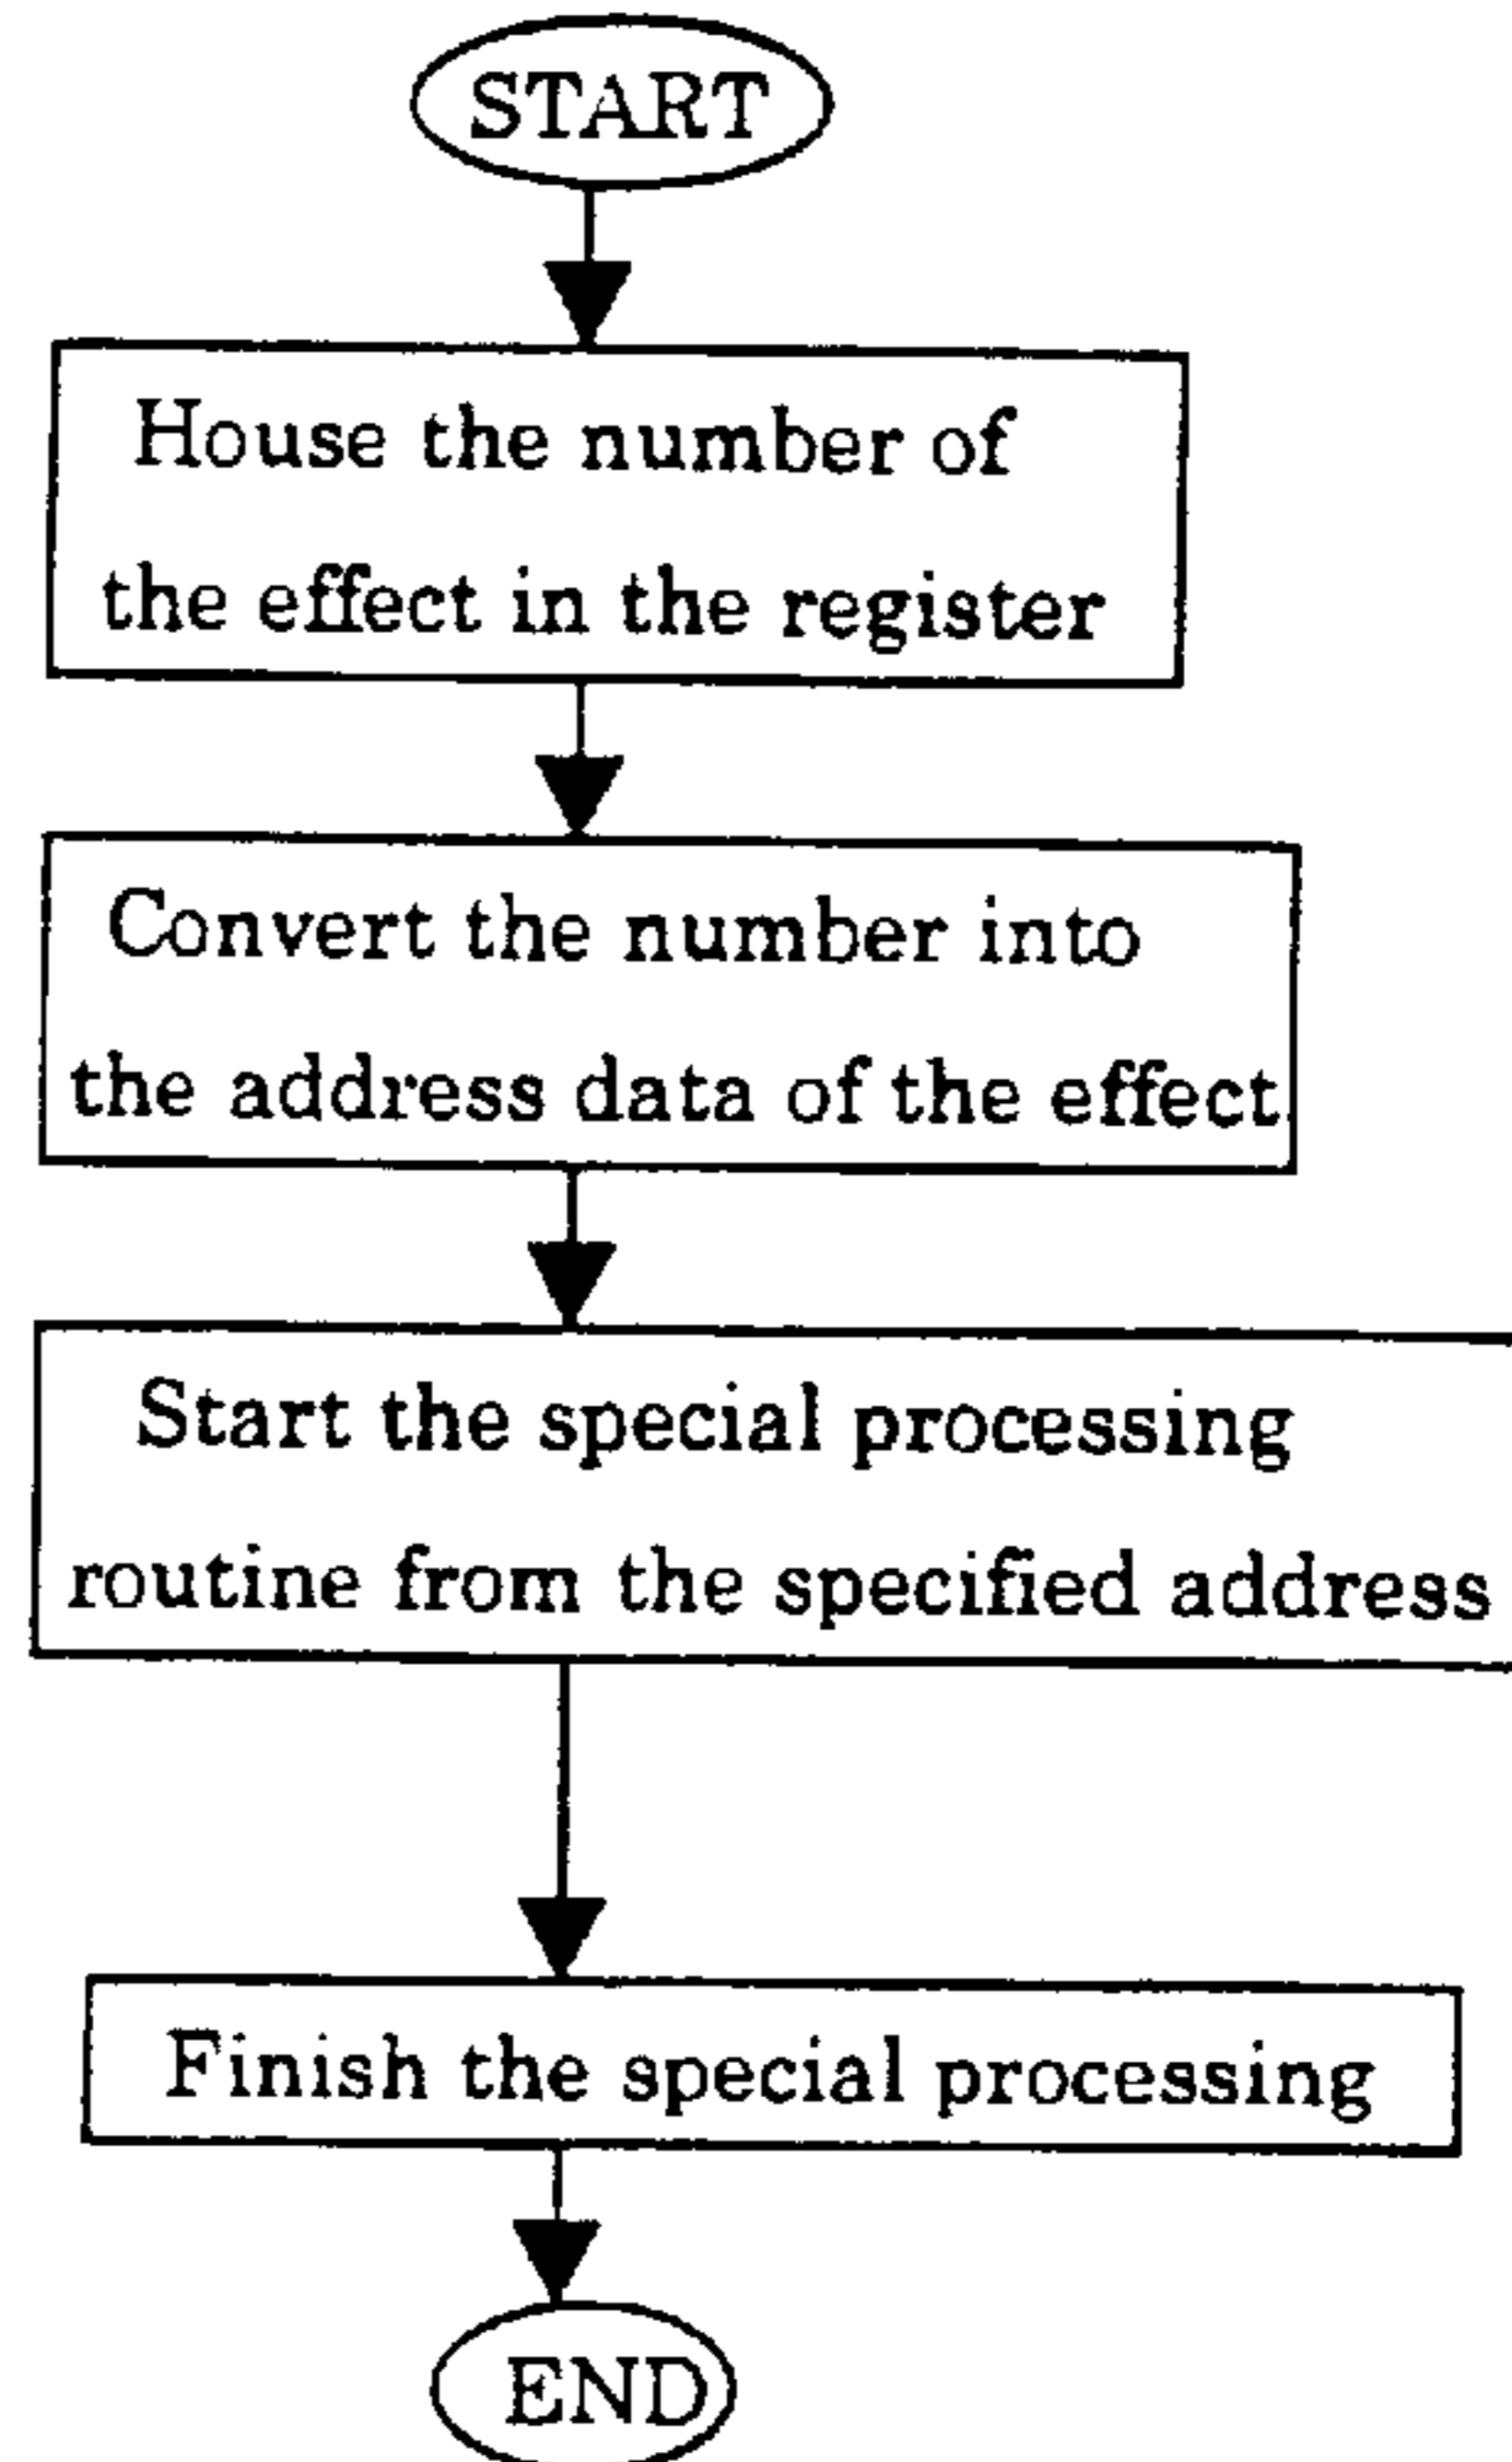 START
House the number of
the effect in the register
Convert the number into
the address data of the effect
Start the special processing
routine from the specified address
Finish the special processing
END